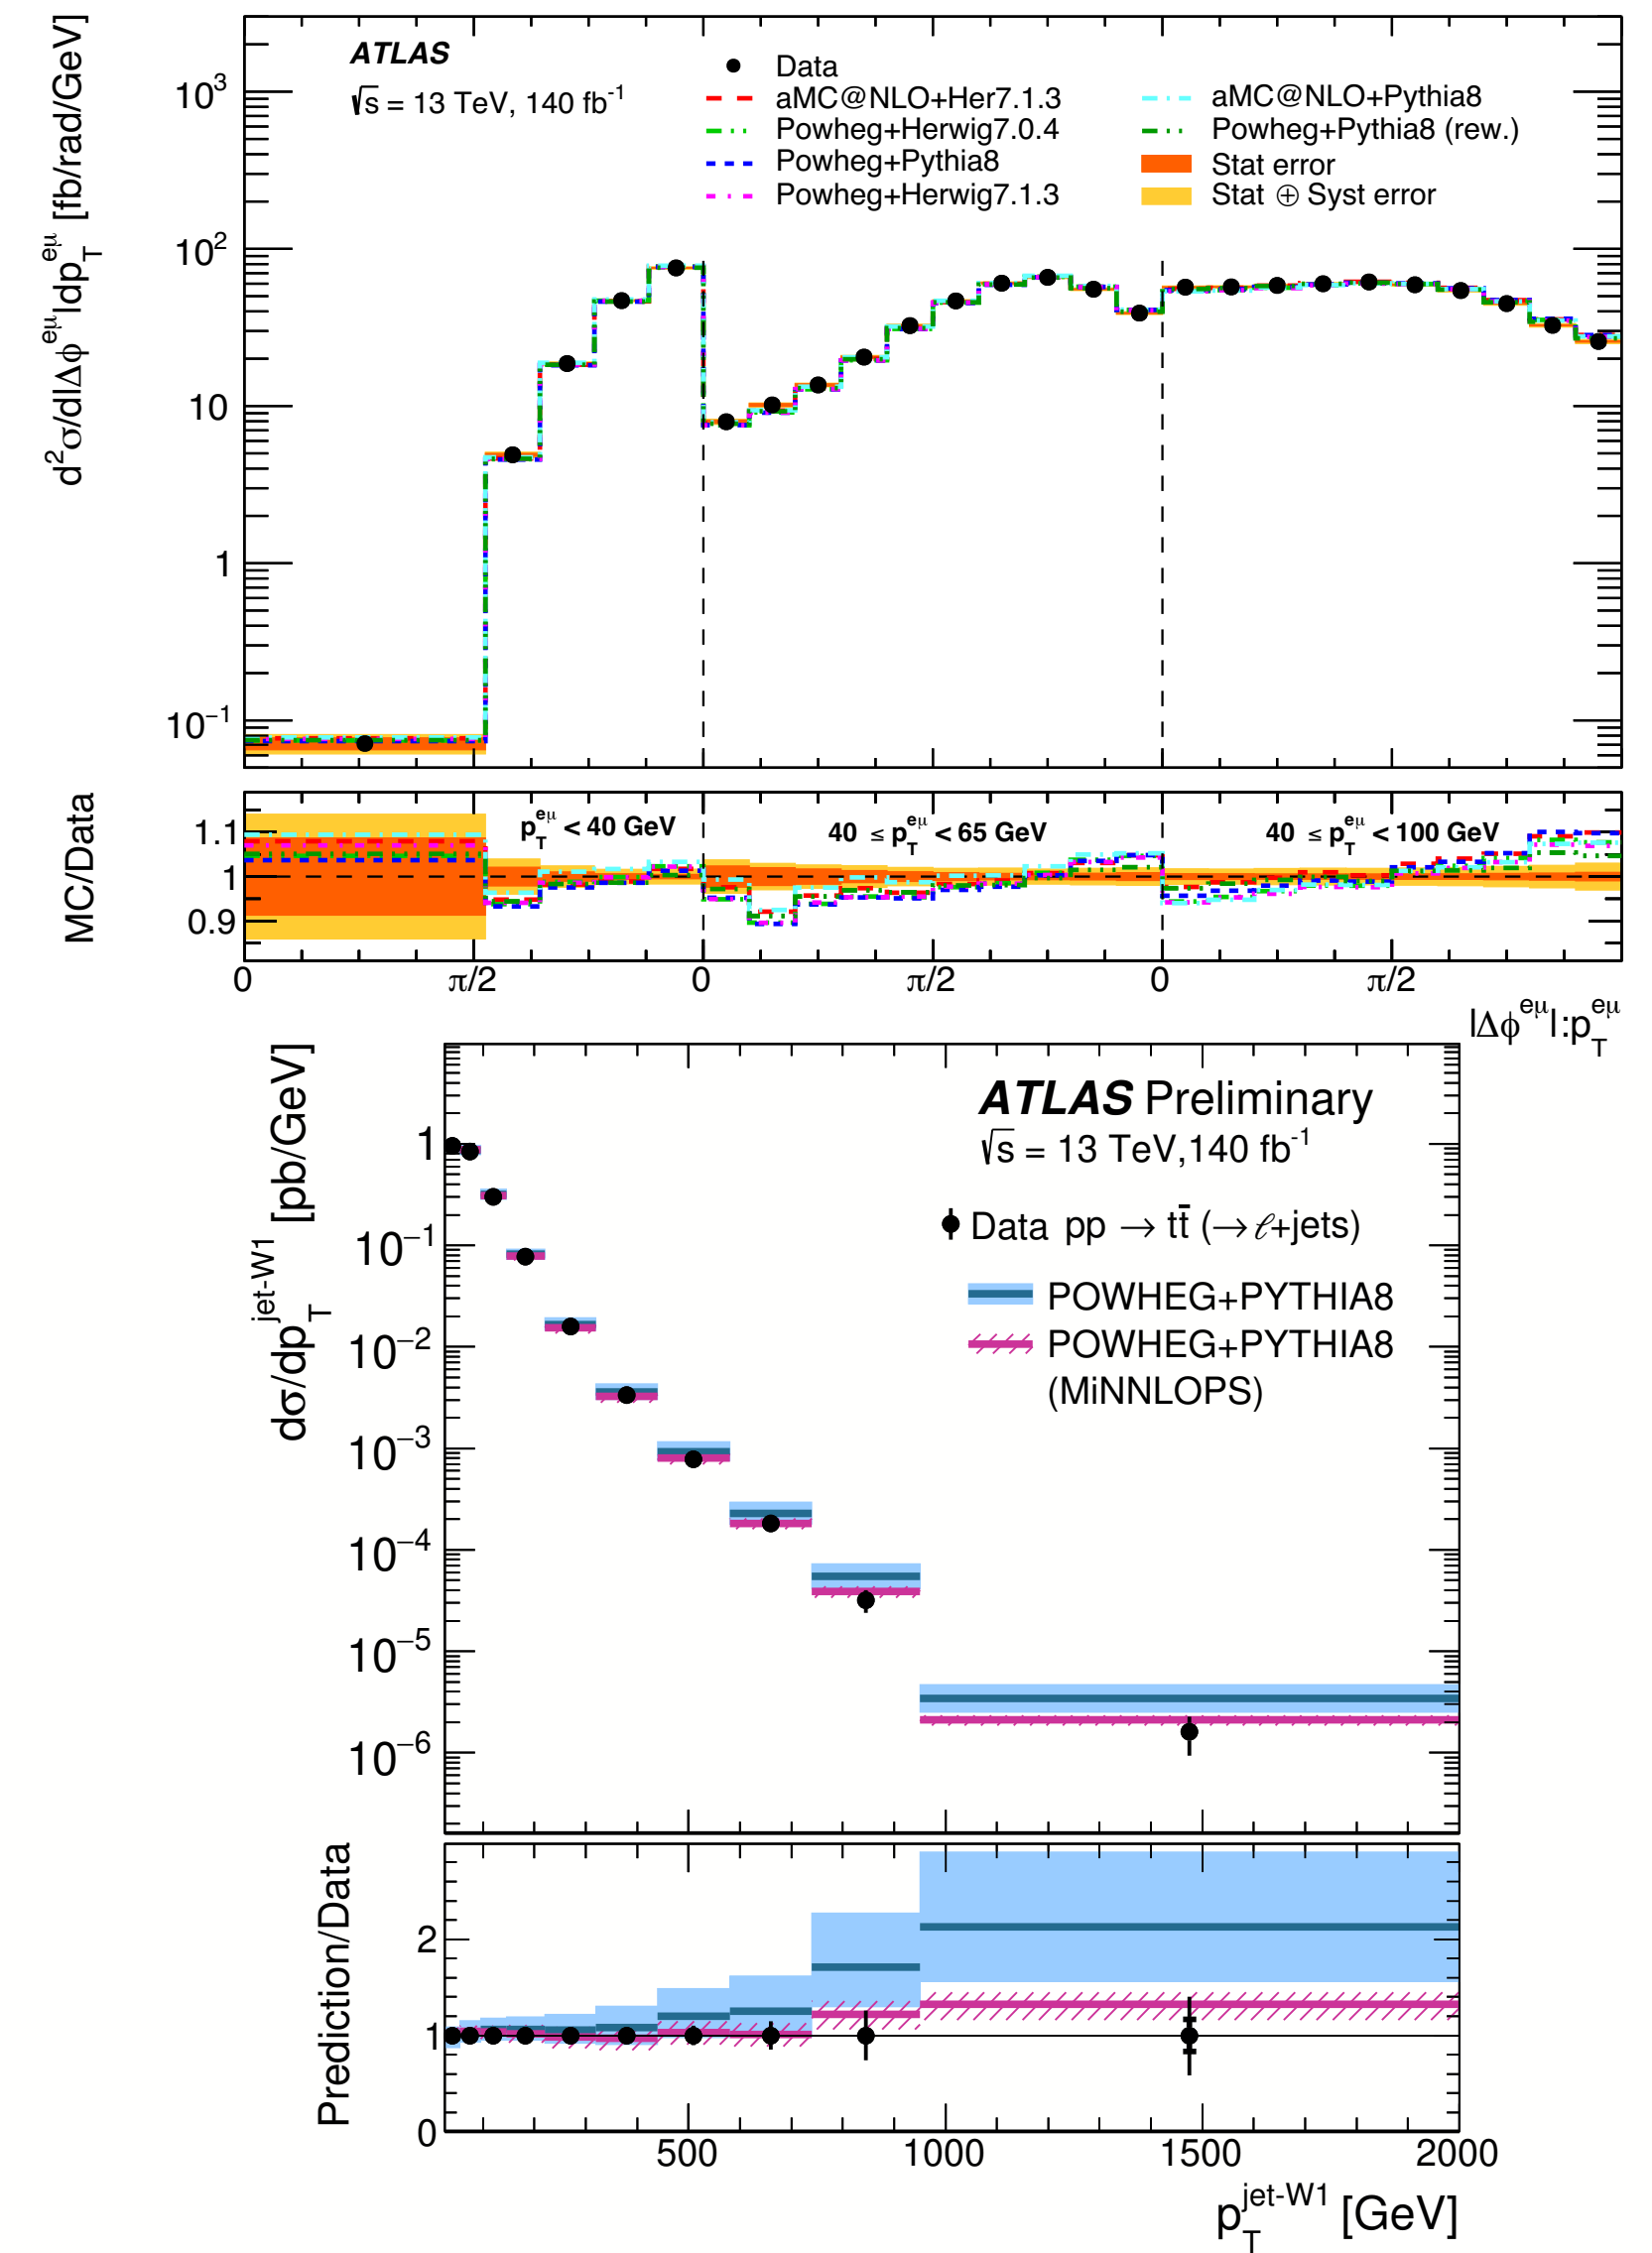 ATLAS
√s = 13 TeV, 140 fb⁻¹
Data
aMC@NLO+Her7.1.3
Powheg+Herwig7.0.4
Powheg+Pythia8
Powheg+Herwig7.1.3
aMC@NLO+Pythia8
Powheg+Pythia8 (rew.)
Stat error
Stat ⊕ Syst error
d²σ/d|Δϕ^eμ|dp_T^eμ [fb/rad/GeV]
10³
10²
10
1
10⁻¹
MC/Data
1.1
1
0.9
p_T^eμ < 40 GeV
40 ≤ p_T^eμ < 65 GeV
40 ≤ p_T^eμ < 100 GeV
0 π/2 0 π/2 0 π/2
|Δϕ^eμ|:p_T^eμ
ATLAS Preliminary
√s = 13 TeV,140 fb⁻¹
Data pp → tt̄ (→ℓ+jets)
POWHEG+PYTHIA8
POWHEG+PYTHIA8
(MiNNLOPS)
dσ/dp_T^jet-W1 [pb/GeV]
1
10⁻¹
10⁻²
10⁻³
10⁻⁴
10⁻⁵
10⁻⁶
Prediction/Data
2
1
0
500 1000 1500 2000
p_T^jet-W1 [GeV]